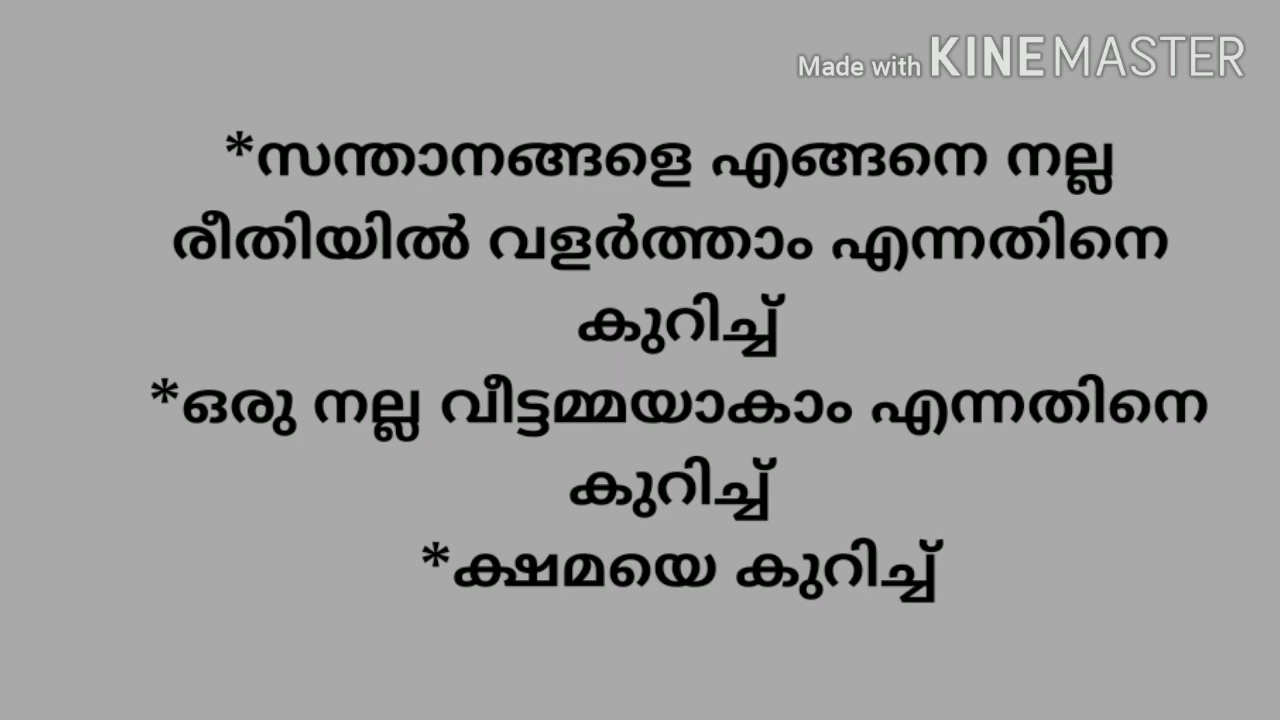 Made with KINEMASTER
*സന്താനങ്ങളെ എങ്ങനെ നല്ല
രീതിയിൽ വളർത്താം എന്നതിനെ
കുറിച്ച്
*ഒരു നല്ല വീട്ടമ്മയാകാം എന്നതിനെ
കുറിച്ച്
*ക്ഷമയെ കുറിച്ച്